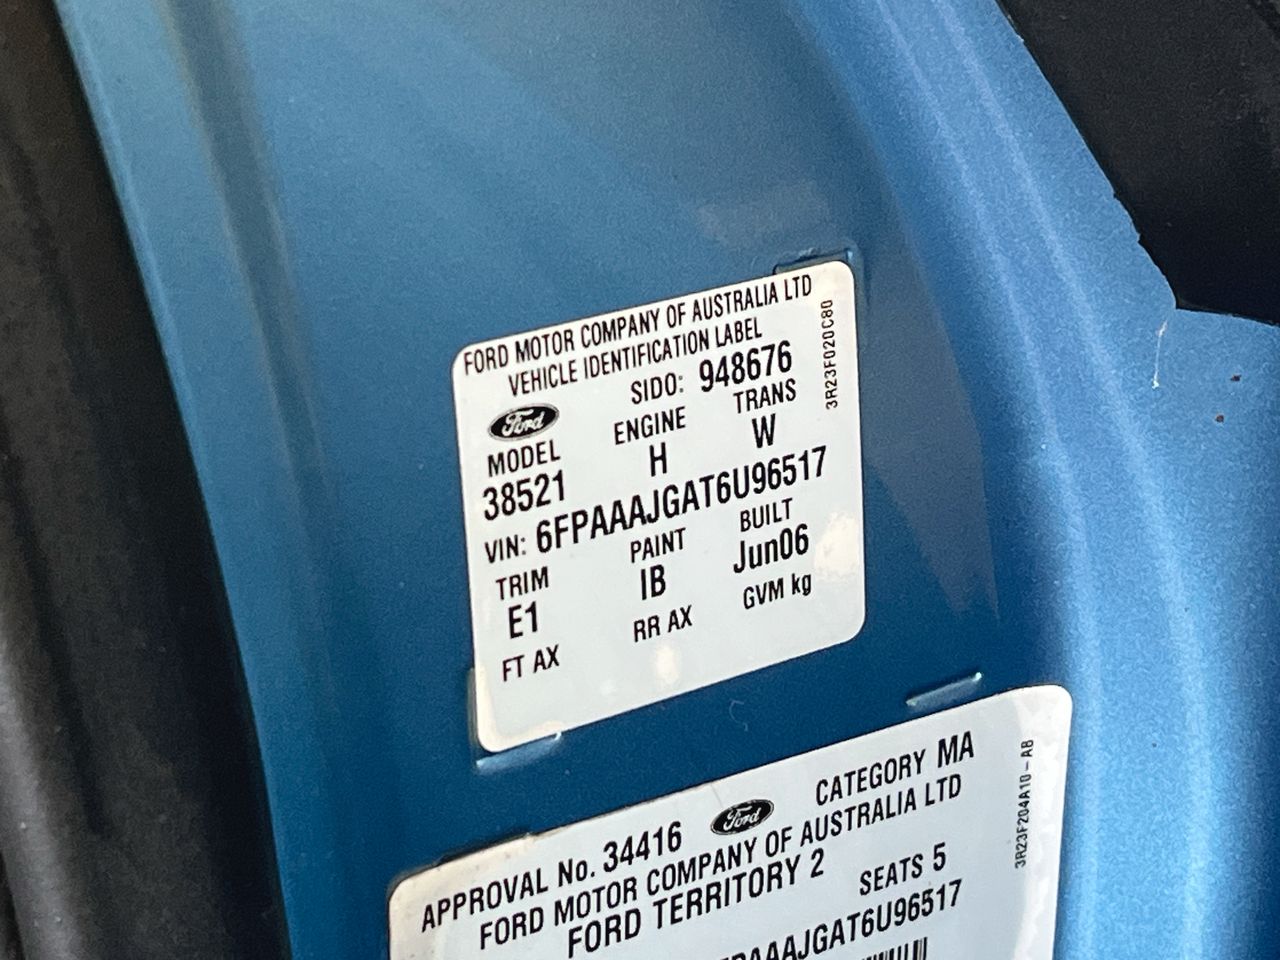 FORD MOTOR COMPANY OF AUSTRALIA LTD
VEHICLE IDENTIFICATION LABEL
Ford SIDO: 948676
MODEL ENGINE TRANS
38521 H W
VIN: 6FPAAAJGAT6U96517
TRIM PAINT BUILT
E1 IB Jun06
FT AX RR AX GVM kg
3R23F020C80
APPROVAL No. 34416 Ford CATEGORY MA
FORD MOTOR COMPANY OF AUSTRALIA LTD
FORD TERRITORY 2 SEATS 5
PAAAJGAT6U96517
3R23F204A10-AB